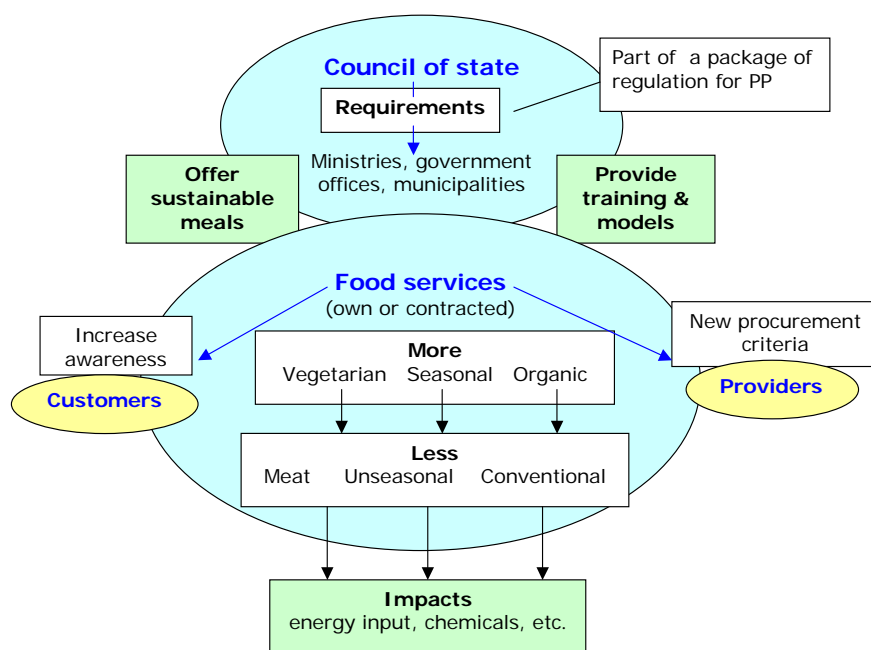 Council of state
Part of a package of
regulation for PP
Requirements
Ministries, government
offices, municipalities
Offer
sustainable
meals
Provide
training &
models
Food services
(own or contracted)
Increase
awareness
New procurement
criteria
Customers
Providers
More
Vegetarian Seasonal Organic
Less
Meat Unseasonal Conventional
Impacts
energy input, chemicals, etc.